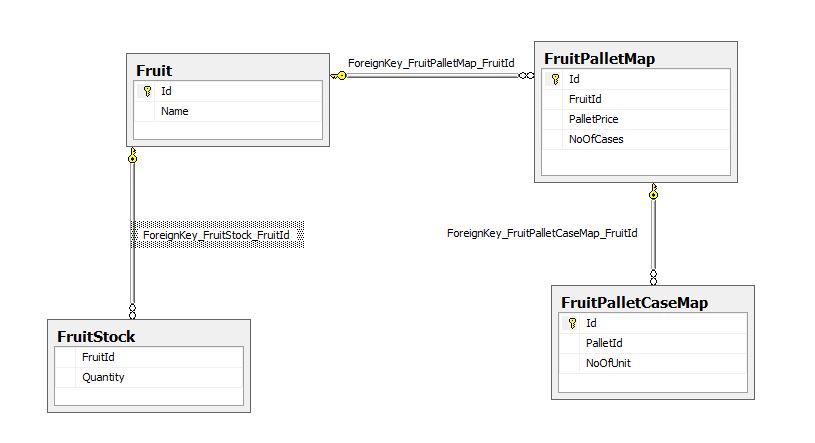 ForeignKey_FruitPalletMap_FruitId
Fruit
Id
Name
FruitPalletMap
Id
FruitId
PalletPrice
NoOfCases
ForeignKey_FruitStock_FruitId
ForeignKey_FruitPalletCaseMap_FruitId
FruitStock
FruitId
Quantity
FruitPalletCaseMap
Id
PalletId
NoOfUnit